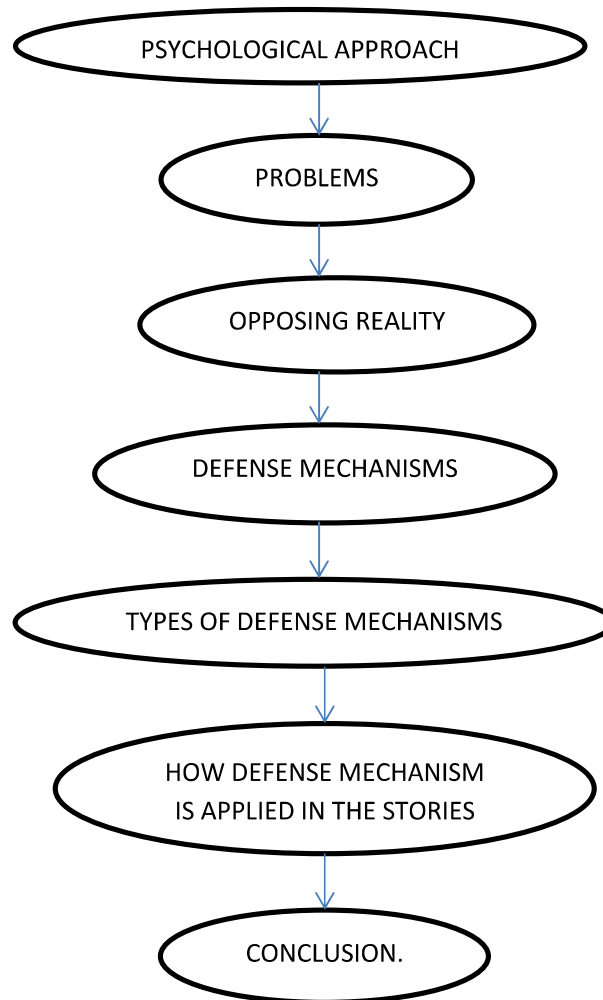 PSYCHOLOGICAL APPROACH
PROBLEMS
OPPOSING REALITY
DEFENSE MECHANISMS
TYPES OF DEFENSE MECHANISMS
HOW DEFENSE MECHANISM
IS APPLIED IN THE STORIES
CONCLUSION.